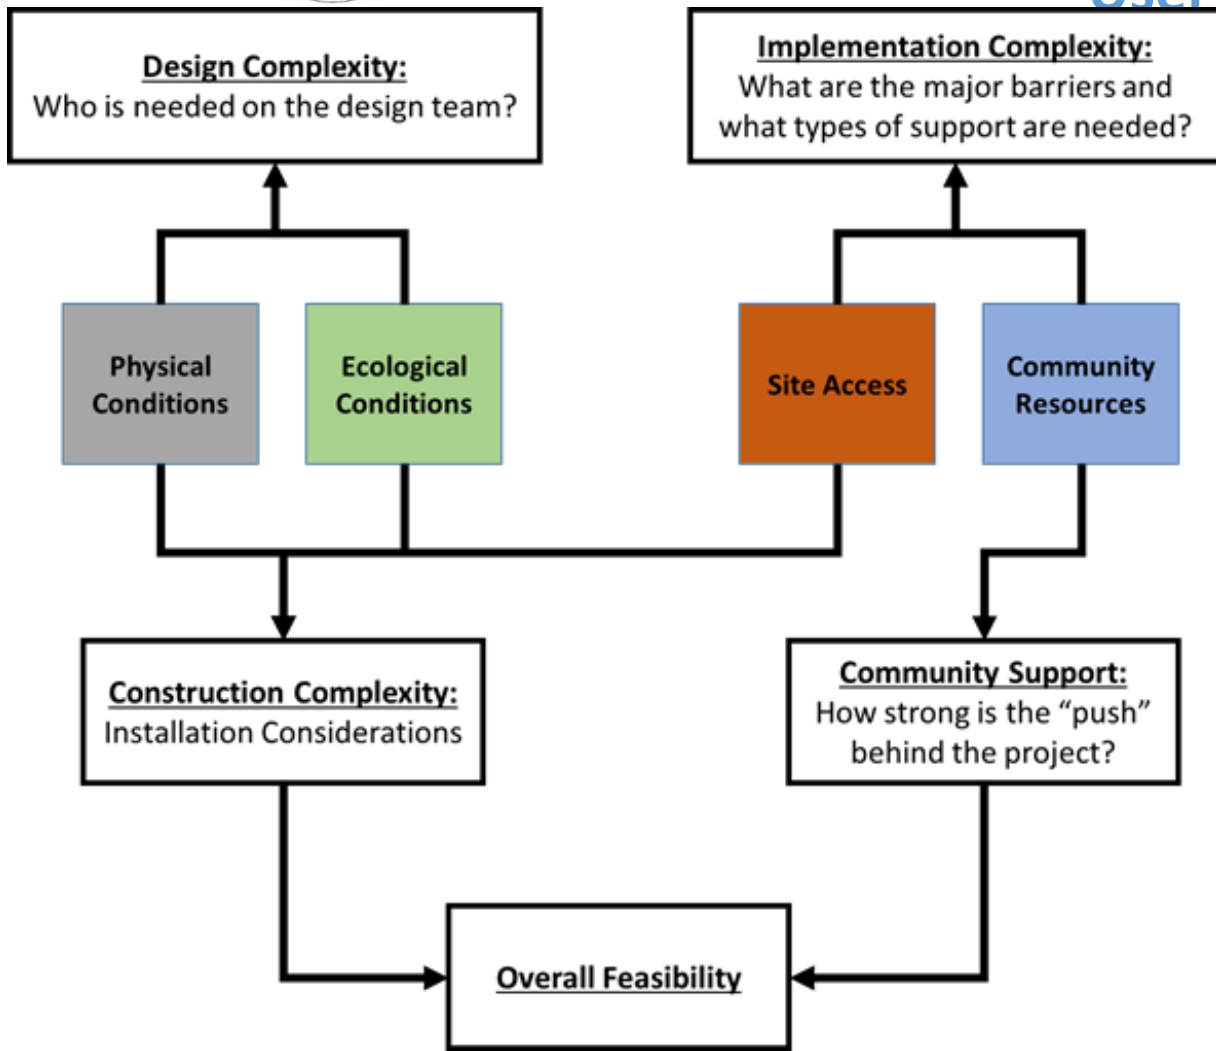 Design Complexity:
Who is needed on the design team?
Implementation Complexity:
What are the major barriers and
what types of support are needed?
Physical
Conditions
Ecological
Conditions
Site Access
Community
Resources
Construction Complexity:
Installation Considerations
Community Support:
How strong is the “push”
behind the project?
Overall Feasibility